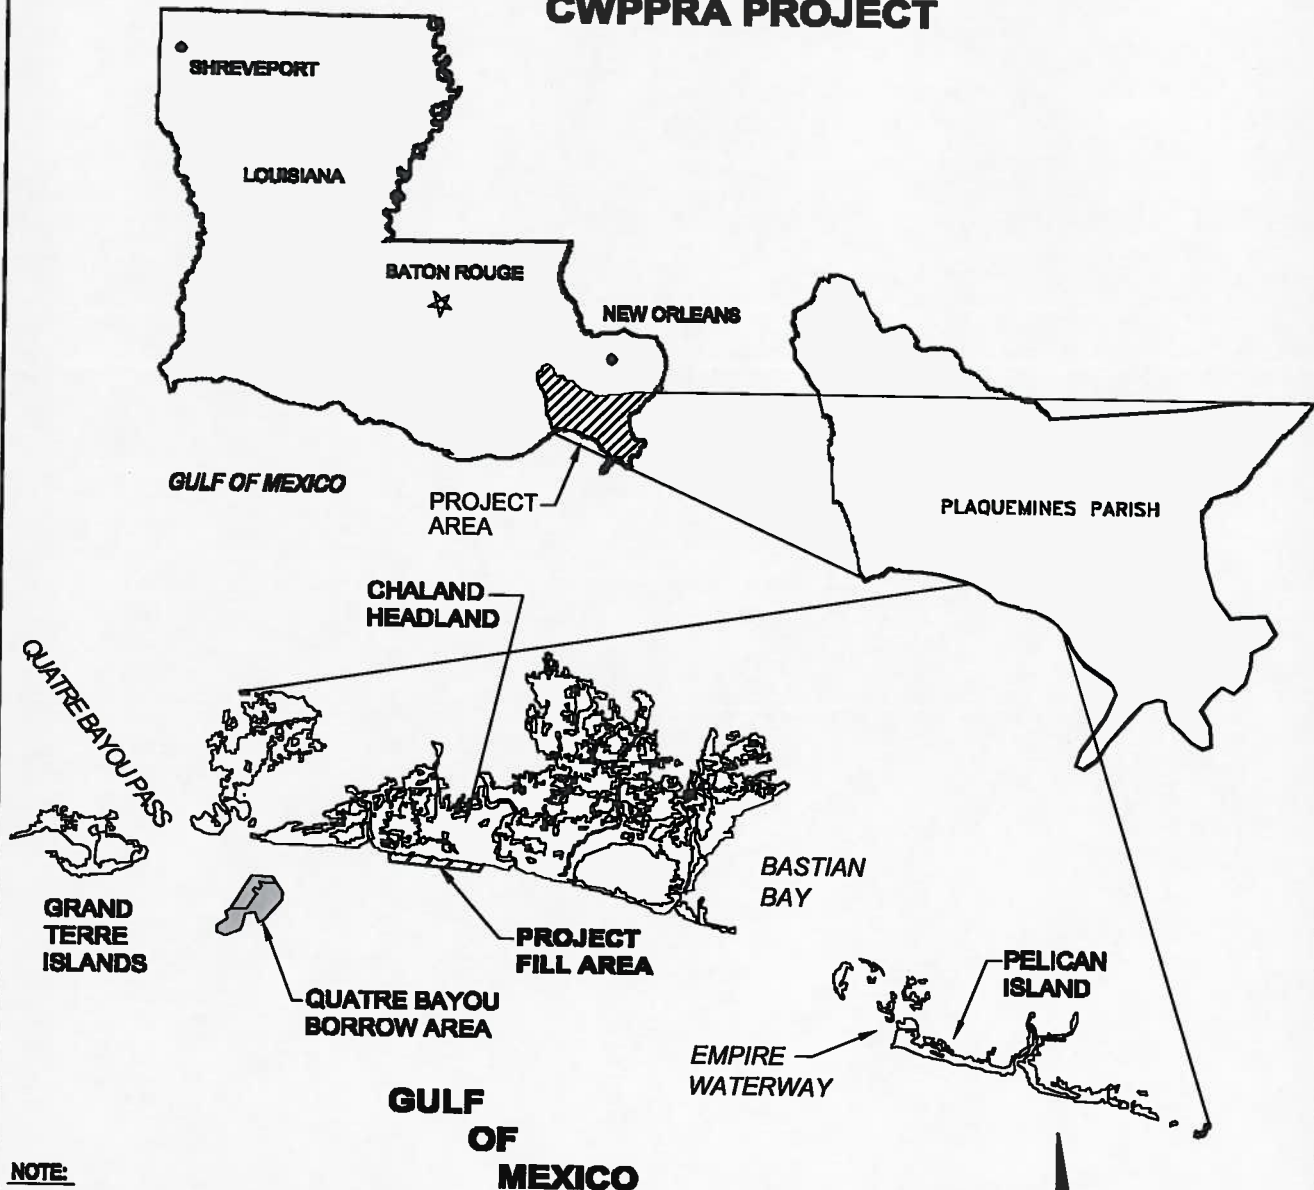 CWPPRA PROJECT
SHREVEPORT
LOUISIANA
BATON ROUGE
NEW ORLEANS
GULF OF MEXICO
PROJECT
AREA
PLAQUEMINES PARISH
CHALAND
HEADLAND
QUATRE BAYOU PASS
BASTIAN
BAY
GRAND
TERRE
ISLANDS
PROJECT
FILL AREA
QUATRE BAYOU
BORROW AREA
PELICAN
ISLAND
EMPIRE
WATERWAY
GULF
OF
MEXICO
NOTE: